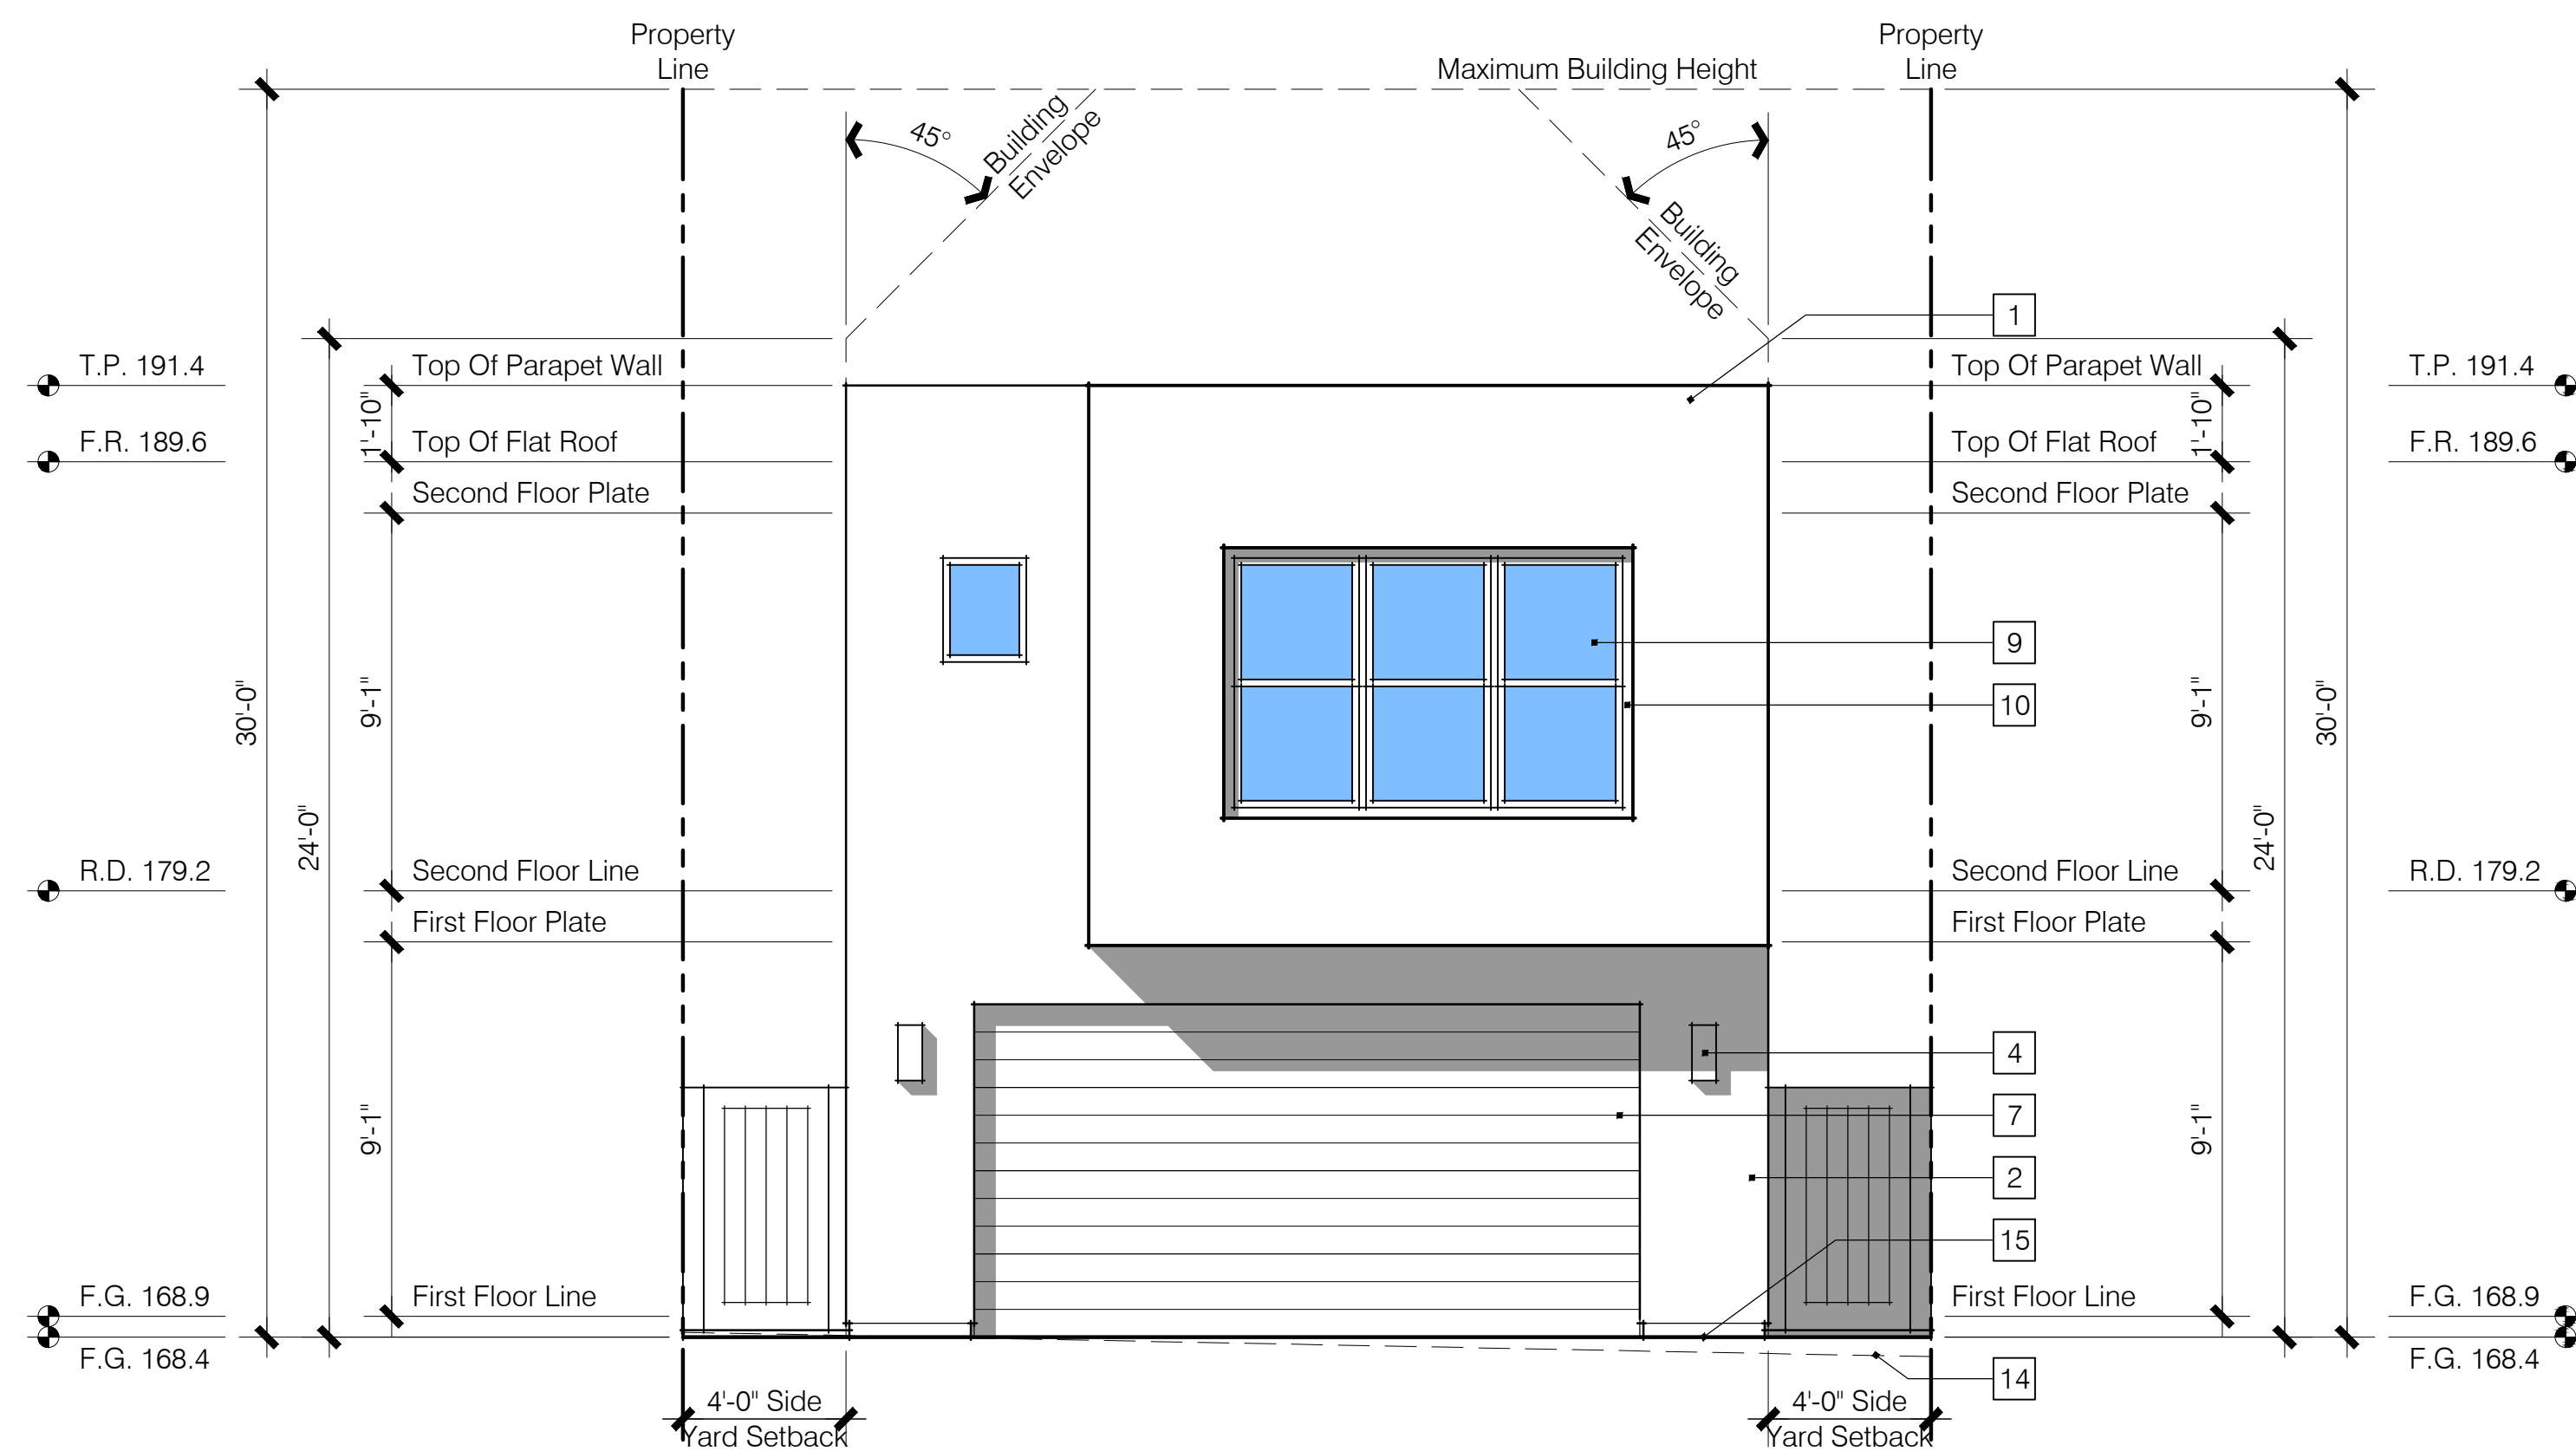 Property
Line
Maximum Building Height
Property
Line
45°
Building
Envelope
45°
Building
Envelope
1
T.P. 191.4
Top Of Parapet Wall
Top Of Parapet Wall
T.P. 191.4
1'-10"
1'-10"
F.R. 189.6
Top Of Flat Roof
Top Of Flat Roof
F.R. 189.6
Second Floor Plate
Second Floor Plate
9
30'-0"
9'-1"
10
9'-1"
30'-0"
24'-0"
24'-0"
R.D. 179.2
Second Floor Line
Second Floor Line
R.D. 179.2
First Floor Plate
First Floor Plate
4
9'-1"
7
9'-1"
2
15
F.G. 168.9
First Floor Line
First Floor Line
F.G. 168.9
F.G. 168.4
F.G. 168.4
14
4'-0" Side
Yard Setback
4'-0" Side
Yard Setback